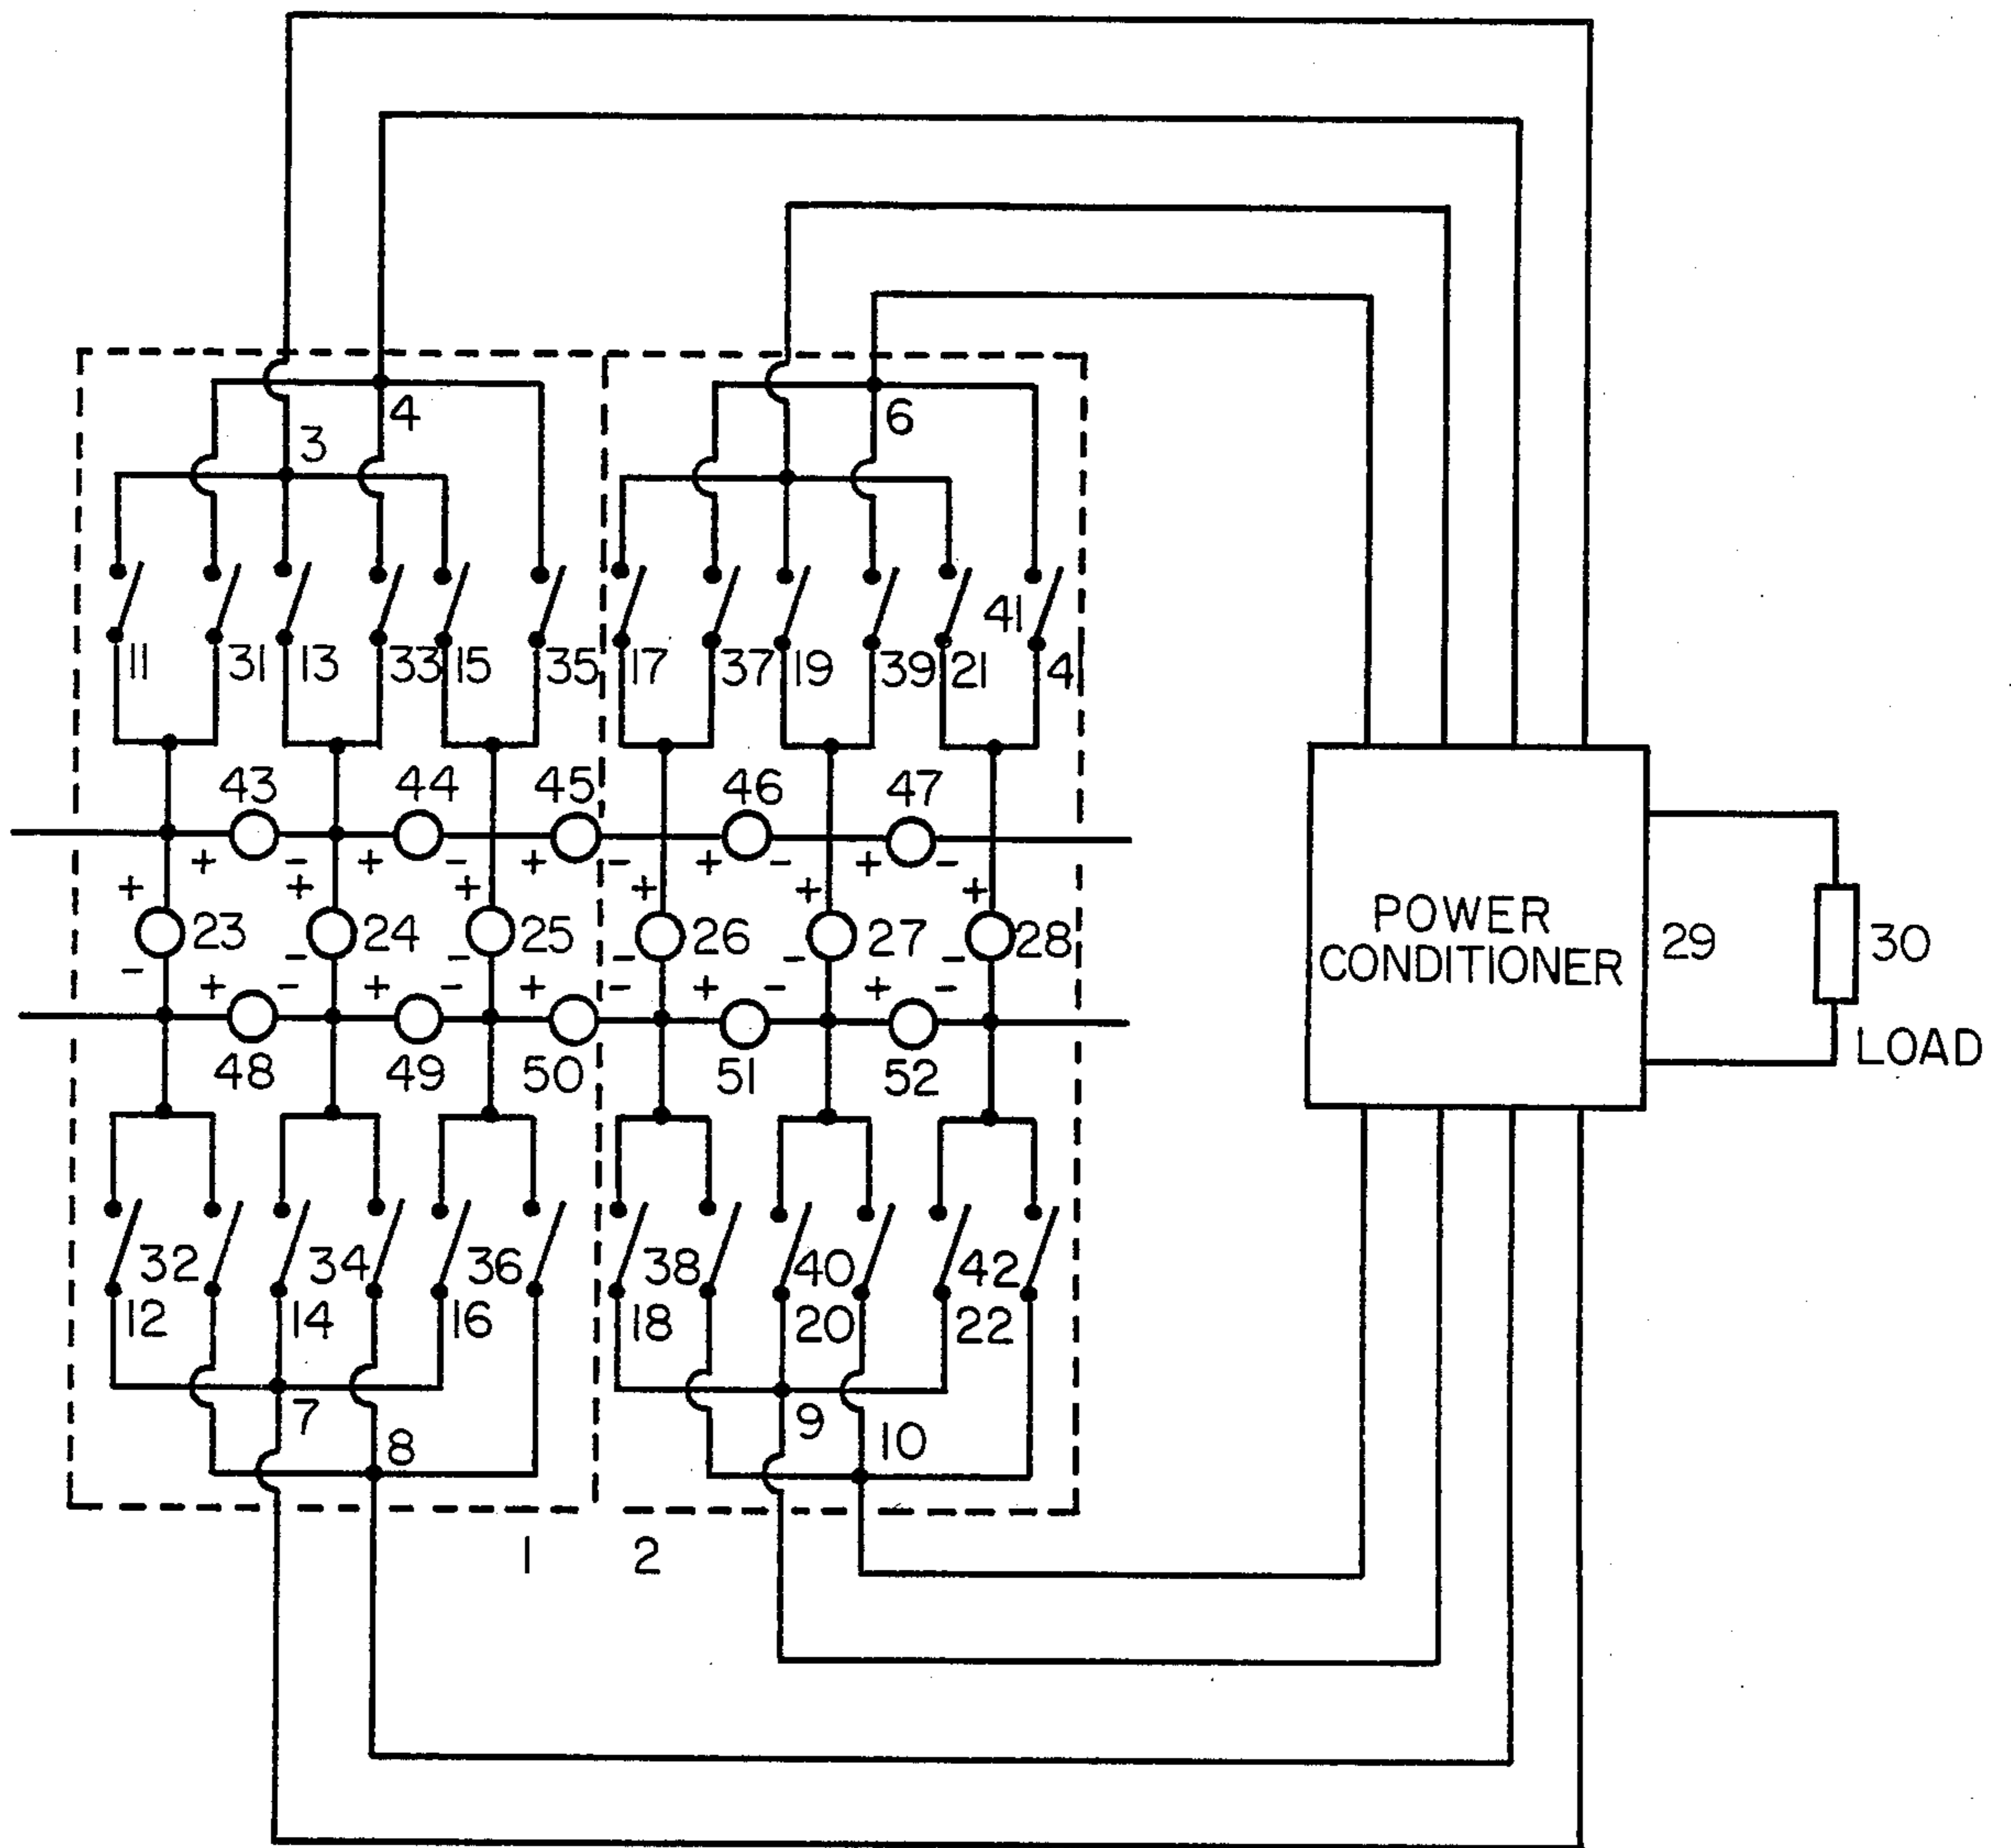 4
6
3
41
11 31 13 33 15 35 17 37 19 39 21 4
43 44 45 46 47
+ - + - + - + - + -
+ + + + + +
23 24 25 26 27 28
- - - - - -
+ - + - + - + - + -
48 49 50 51 52
POWER
CONDITIONER
29
30
LOAD
32 34 36 38 40 42
12 14 16 18 20 22
7 9
8 10
1 2